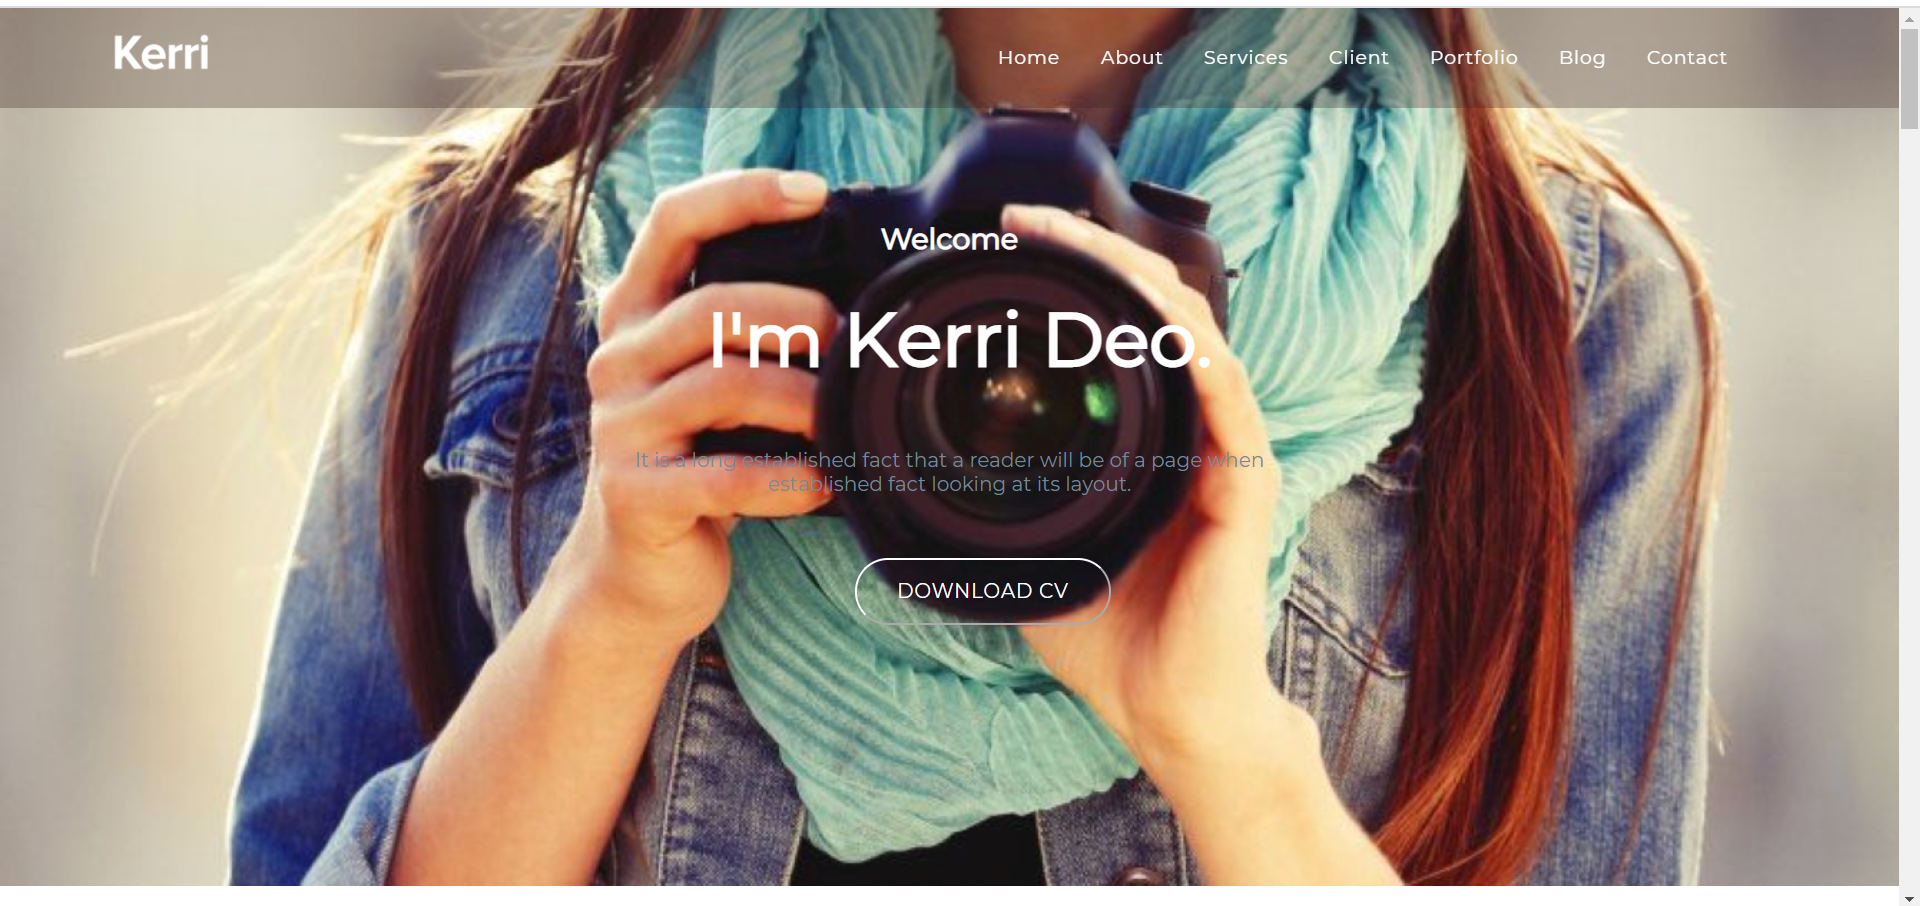 Kerri
Home About Services Client Portfolio Blog Contact
Welcome
I'm Kerri Deo.
It is a long established fact that a reader will be of a page when
established fact looking at its layout.
DOWNLOAD CV